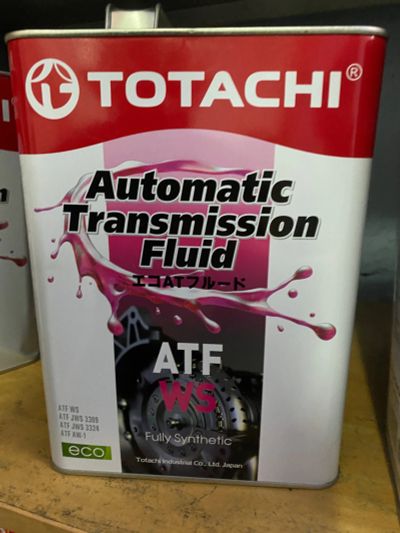 TOTACHI®
Automatic
Transmission
Fluid
エコATフルード
ATF
WS
ATF WS
ATF JWS 3309
ATF JWS 3324
ATF AW-1
Fully Synthetic
eco
Totachi Industrial Co., Ltd. Japan